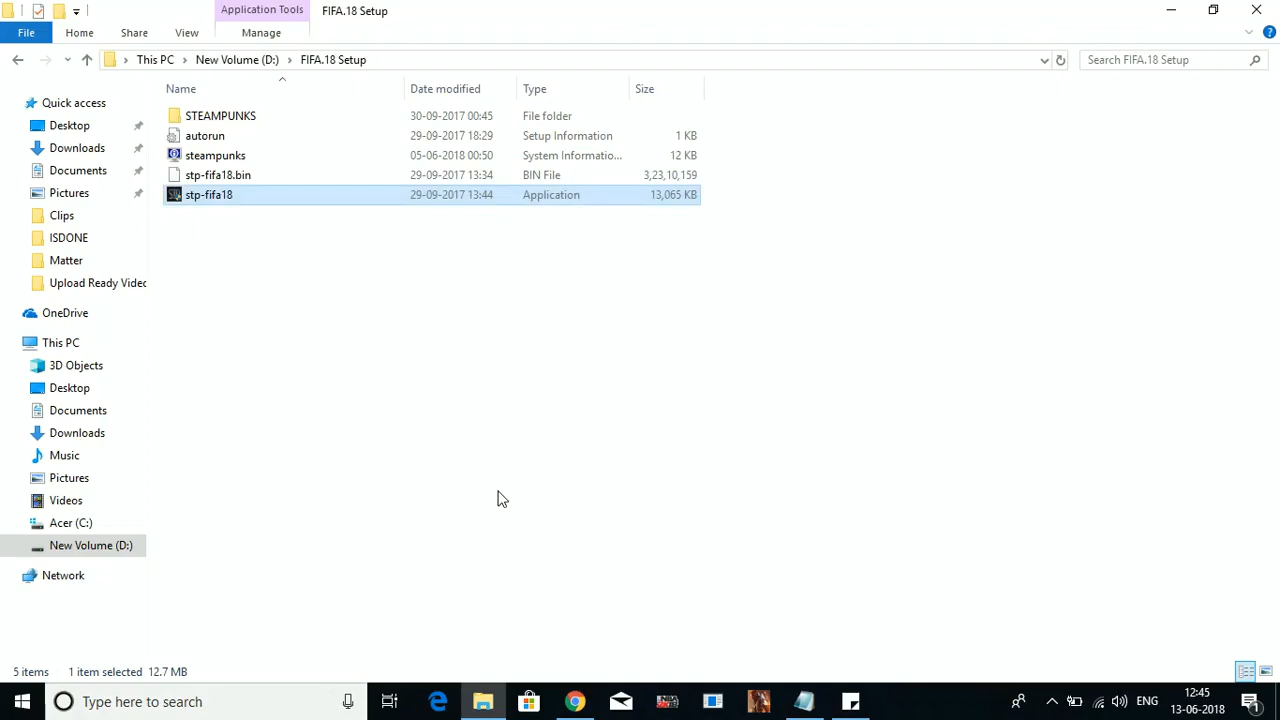 Application Tools
FIFA.18 Setup
File
Home
Share
View
Manage
This PC
New Volume (D:)
FIFA.18 Setup
Search FIFA.18 Setup
Name
Date modified
Type
Size
STEAMPUNKS 30-09-2017 00:45 File folder
autorun 29-09-2017 18:29 Setup Information 1 KB
steampunks 05-06-2018 00:50 System Informatio... 12 KB
stp-fifa18.bin 29-09-2017 13:34 BIN File 3,23,10,159
stp-fifa18 29-09-2017 13:44 Application 13,065 KB
Quick access
Desktop
Downloads
Documents
Pictures
Clips
ISDONE
Matter
Upload Ready Videc
OneDrive
This PC
3D Objects
Desktop
Documents
Downloads
Music
Pictures
Videos
Acer (C:)
New Volume (D:)
Network
5 items 1 item selected 12.7 MB
Type here to search
ENG
12:45
13-06-2018
1